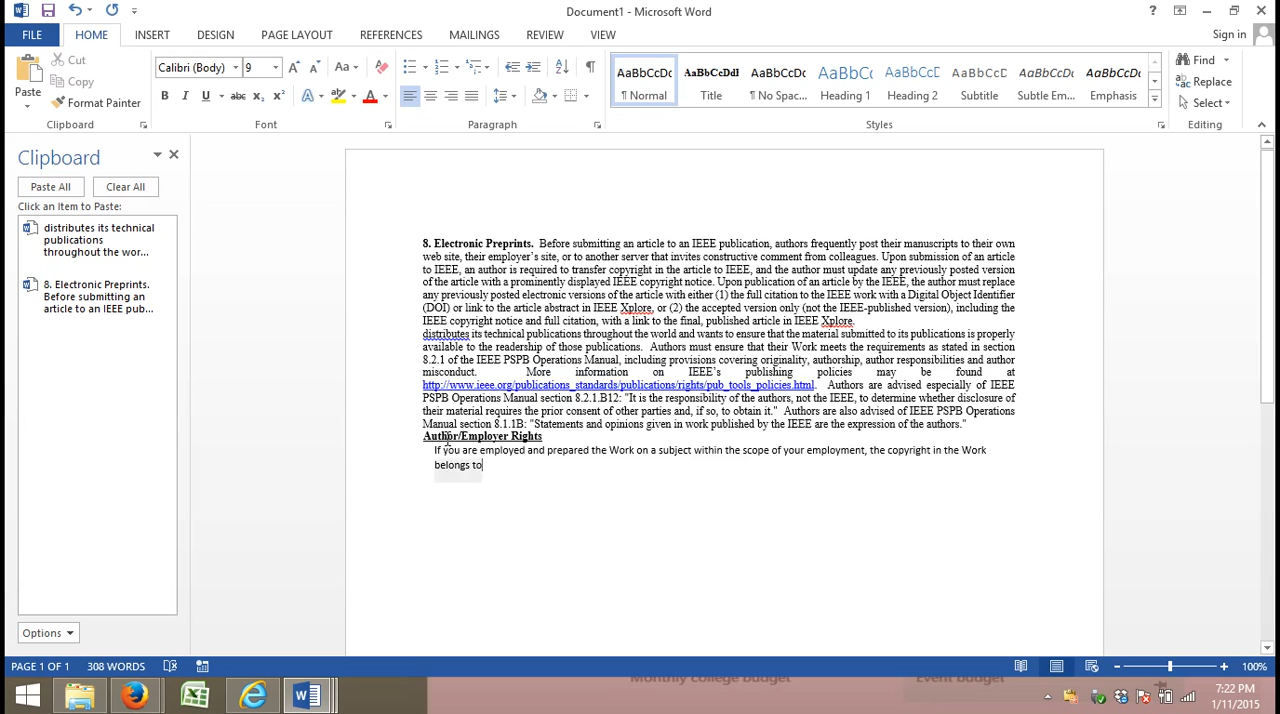 Document1 - Microsoft Word
?
FILE
HOME
INSERT
DESIGN
PAGE LAYOUT
REFERENCES
MAILINGS
REVIEW
VIEW
Sign in
Paste
Cut
Copy
Format Painter
Clipboard
Calibri (Body)
9
Font
Paragraph
AaBbCcDc
¶ Normal
AaBbCcDdI
Title
AaBbCcDc
¶ No Spac...
AaBbC
Heading 1
AaBbCcD
Heading 2
AaBbCcDc
Subtitle
AaBbCcDc
Subtle Em...
AaBbCcDc
Emphasis
Styles
Find
Replace
Select
Editing
Clipboard
Paste All
Clear All
Click an Item to Paste:
distributes its technical
publications
throughout the wor...
8. Electronic Preprints.
Before submitting an
article to an IEEE pub...
Options
8. Electronic Preprints. Before submitting an article to an IEEE publication, authors frequently post their manuscripts to their own
web site, their employer's site, or to another server that invites constructive comment from colleagues. Upon submission of an article
to IEEE, an author is required to transfer copyright in the article to IEEE, and the author must update any previously posted version
of the article with a prominently displayed IEEE copyright notice. Upon publication of an article by the IEEE, the author must replace
any previously posted electronic versions of the article with either (1) the full citation to the IEEE work with a Digital Object Identifier
(DOI) or link to the article abstract in IEEE Xplore, or (2) the accepted version only (not the IEEE-published version), including the
IEEE copyright notice and full citation, with a link to the final, published article in IEEE Xplore.
distributes its technical publications throughout the world and wants to ensure that the material submitted to its publications is properly
available to the readership of those publications. Authors must ensure that their Work meets the requirements as stated in section
8.2.1 of the IEEE PSPB Operations Manual, including provisions covering originality, authorship, author responsibilities and author
misconduct. More information on IEEE's publishing policies may be found at
http://www.ieee.org/publications_standards/publications/rights/pub_tools_policies.html. Authors are advised especially of IEEE
PSPB Operations Manual section 8.2.1.B12: "It is the responsibility of the authors, not the IEEE, to determine whether disclosure of
their material requires the prior consent of other parties and, if so, to obtain it." Authors are also advised of IEEE PSPB Operations
Manual section 8.1.1B: "Statements and opinions given in work published by the IEEE are the expression of the authors."
Author/Employer Rights
If you are employed and prepared the Work on a subject within the scope of your employment, the copyright in the Work
belongs to
PAGE 1 OF 1
308 WORDS
100%
Monthly college budget
Event budget
7:22 PM
1/11/2015